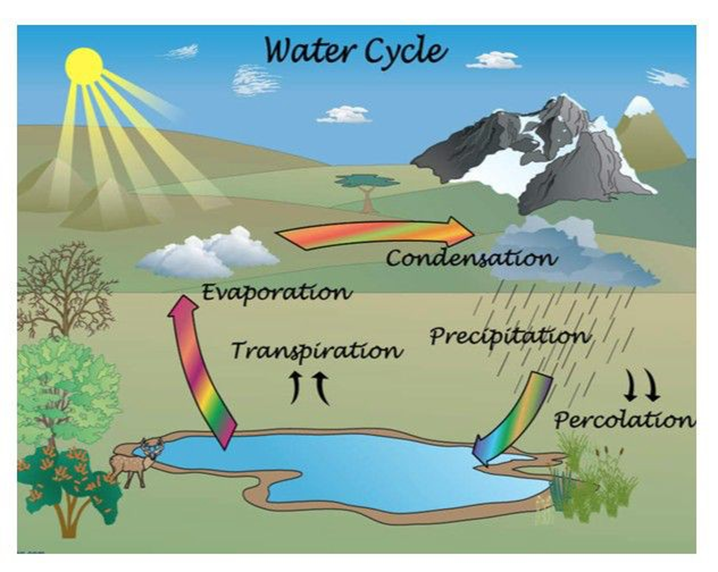 Water Cycle
Condensation
Evaporation
Precipitation
Transpiration
Percolation